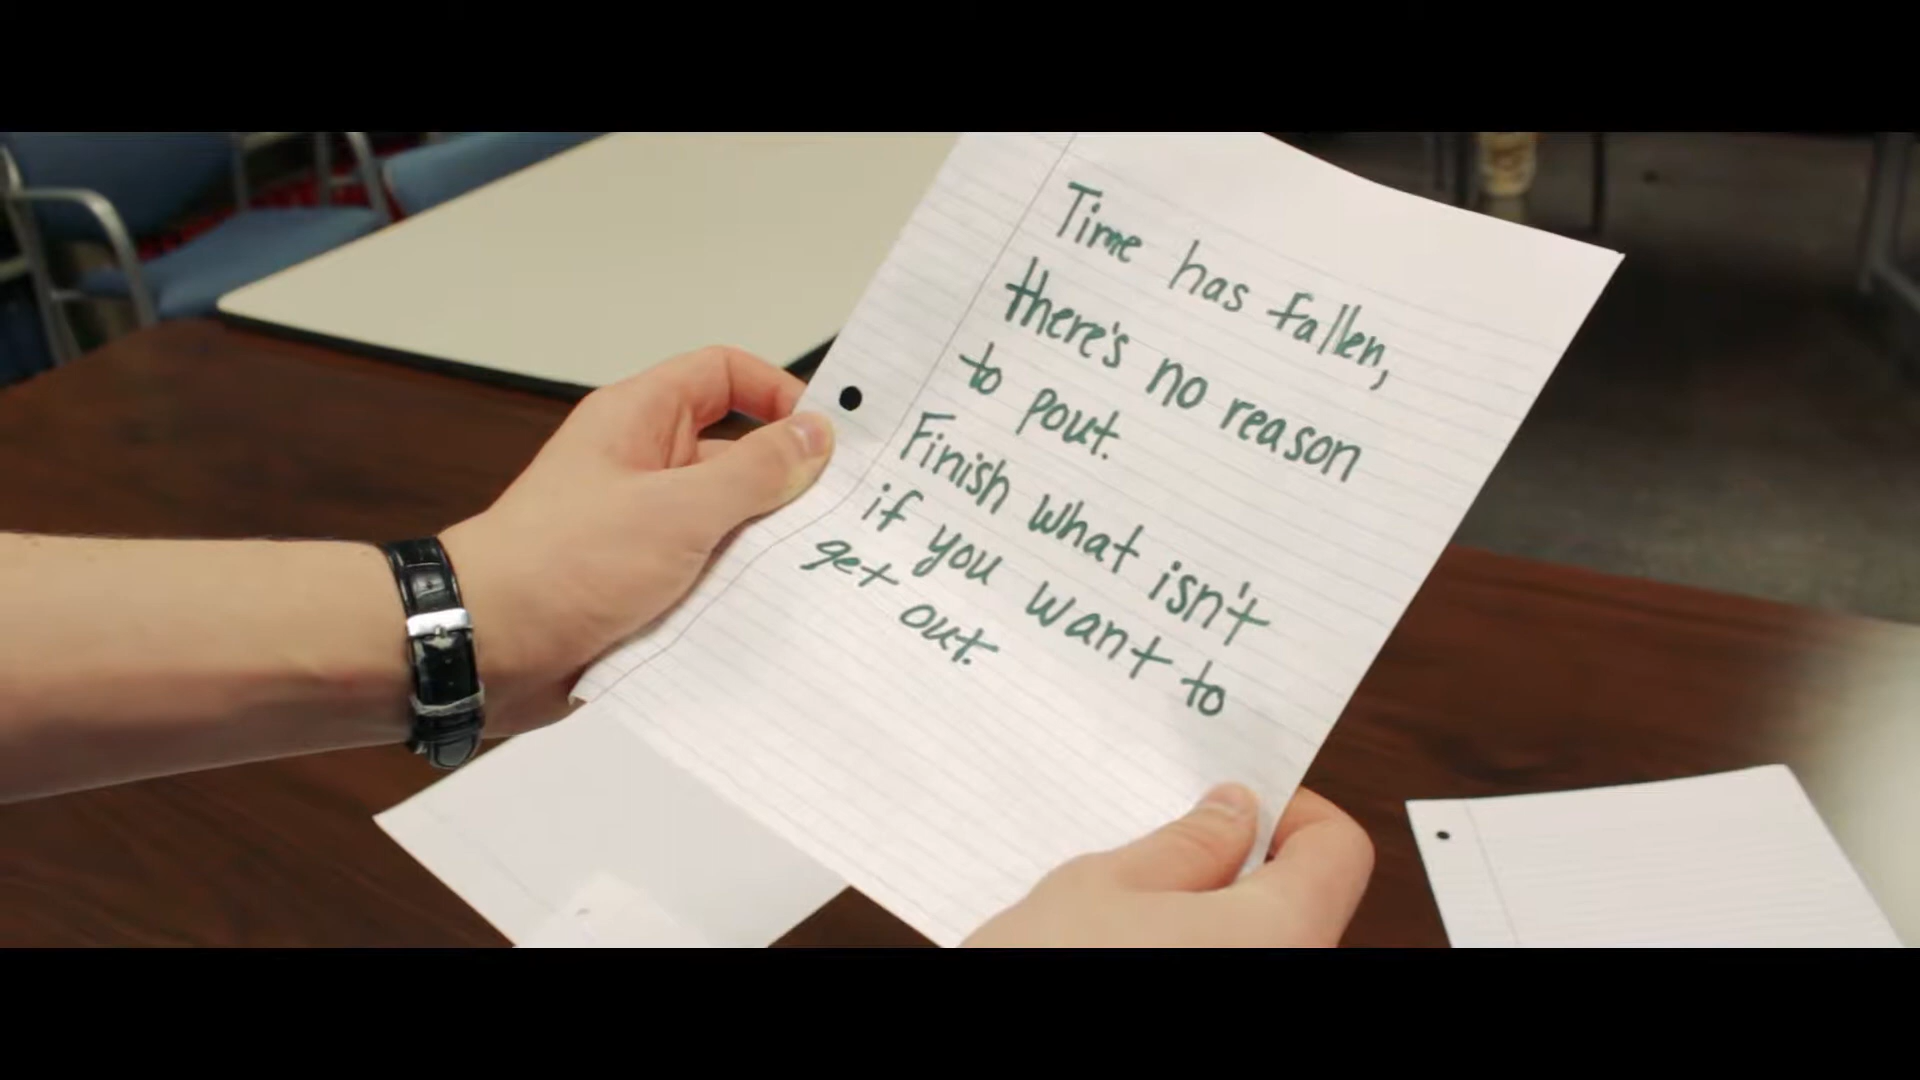 Time has fallen,
there's no reason
to pout.
Finish what isn't
if you want to
get out.